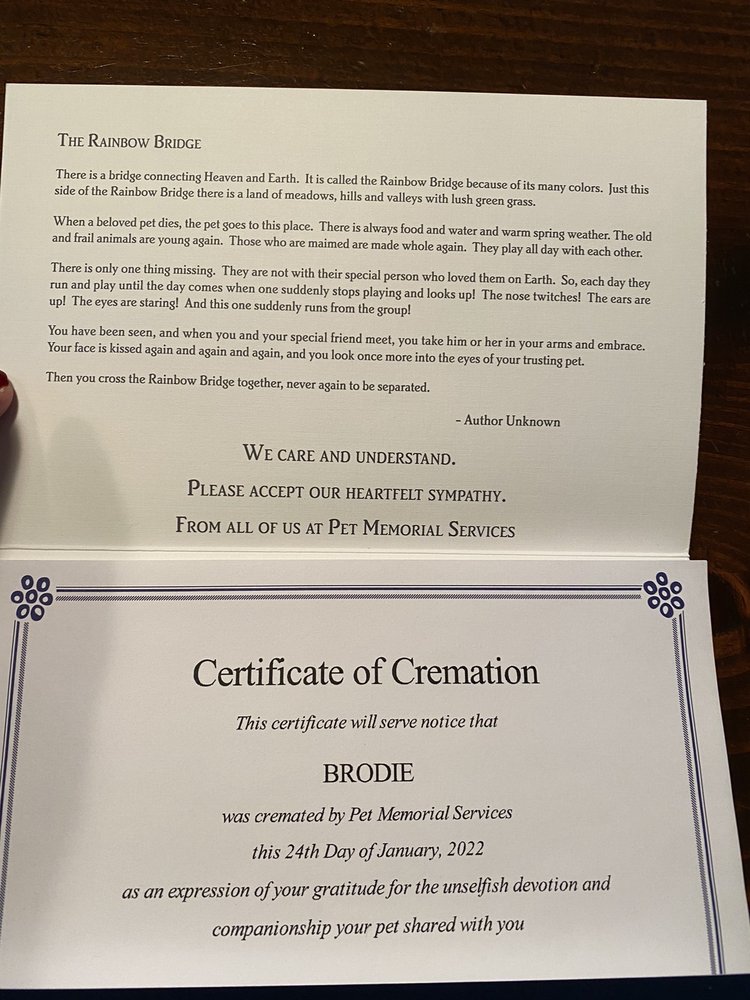 The Rainbow Bridge
There is a bridge connecting Heaven and Earth. It is called the Rainbow Bridge because of its many colors. Just this
side of the Rainbow Bridge there is a land of meadows, hills and valleys with lush green grass.
When a beloved pet dies, the pet goes to this place. There is always food and water and warm spring weather. The old
and frail animals are young again. Those who are maimed are made whole again. They play all day with each other.
There is only one thing missing. They are not with their special person who loved them on Earth. So, each day they
run and play until the day comes when one suddenly stops playing and looks up! The nose twitches! The ears are
up! The eyes are staring! And this one suddenly runs from the group!
You have been seen, and when you and your special friend meet, you take him or her in your arms and embrace.
Your face is kissed again and again and again, and you look once more into the eyes of your trusting pet.
Then you cross the Rainbow Bridge together, never again to be separated.
- Author Unknown
We care and understand.
Please accept our heartfelt sympathy.
From all of us at Pet Memorial Services
Certificate of Cremation
This certificate will serve notice that
BRODIE
was cremated by Pet Memorial Services
this 24th Day of January, 2022
as an expression of your gratitude for the unselfish devotion and
companionship your pet shared with you